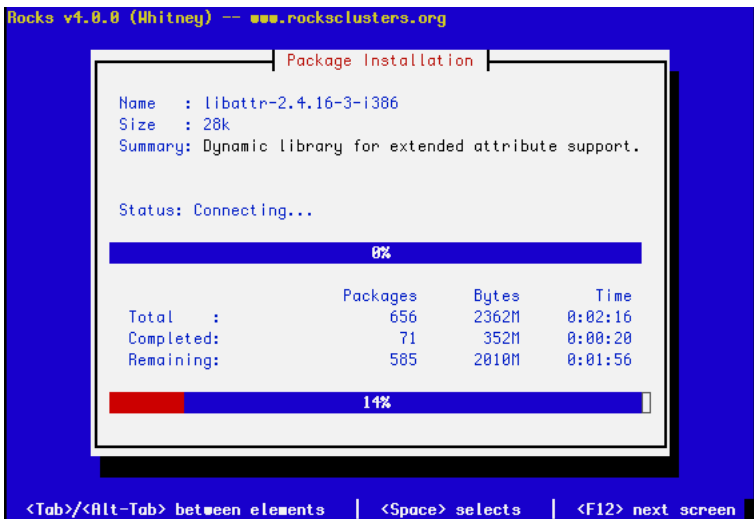 Rocks v4.0.0 (Whitney) -- www.rocksclusters.org
Package Installation
Name : libattr-2.4.16-3-i386
Size : 28k
Summary: Dynamic library for extended attribute support.
Status: Connecting...
0%
Packages Bytes Time
Total : 656 2362M 0:02:16
Completed: 71 352M 0:00:20
Remaining: 585 2010M 0:01:56
14%
<Tab>/<Alt-Tab> between elements | <Space> selects | <F12> next screen